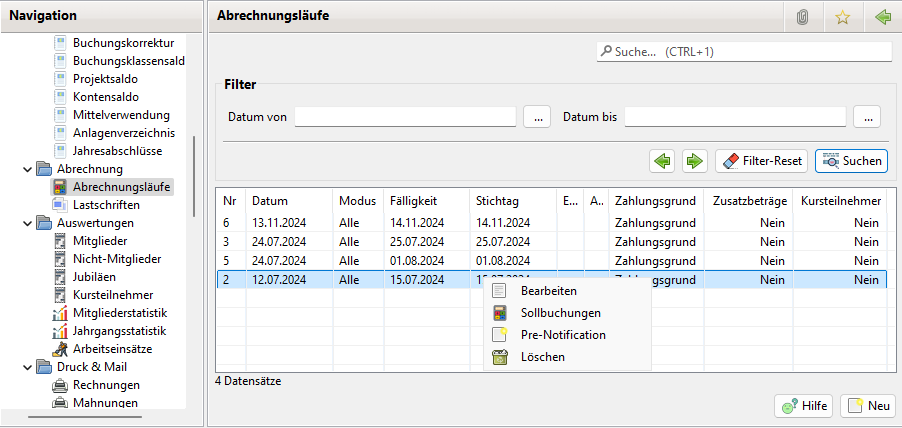 Navigation
Buchungskorrektur
Buchungsklassensald
Projektsaldo
Kontensaldo
Mittelverwendung
Anlagenverzeichnis
Jahresabschlüsse
Abrechnung
Abrechnungsläufe
Lastschriften
Auswertungen
Mitglieder
Nicht-Mitglieder
Jubiläen
Kursteilnehmer
Mitgliederstatistik
Jahrgangsstatistik
Arbeitseinsätze
Druck & Mail
Rechnungen
Mahnungen
Abrechnungsläufe
Suche... (CTRL+1)
Filter
Datum von ... Datum bis ...
Filter-Reset Suchen
Nr Datum Modus Fälligkeit Stichtag E... A.. Zahlungsgrund Zusatzbeträge Kursteilnehmer
6 13.11.2024 Alle 14.11.2024 14.11.2024 Zahlungsgrund Nein Nein
3 24.07.2024 Alle 25.07.2024 25.07.2024 Zahlungsgrund Nein Nein
5 24.07.2024 Alle 01.08.2024 01.08.2024 Zahlungsgrund Nein Nein
2 12.07.2024 Alle 15.07.2024 15.07.2024 Zahlungsgrund Nein Nein
Bearbeiten
Sollbuchungen
Pre-Notification
Löschen
4 Datensätze
Hilfe Neu